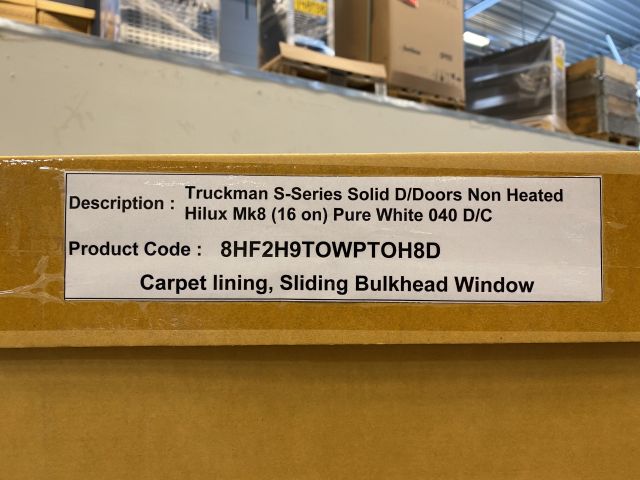 Description : Truckman S-Series Solid D/Doors Non Heated
Hilux Mk8 (16 on) Pure White 040 D/C
Product Code : 8HF2H9TOWPTOH8D
Carpet lining, Sliding Bulkhead Window